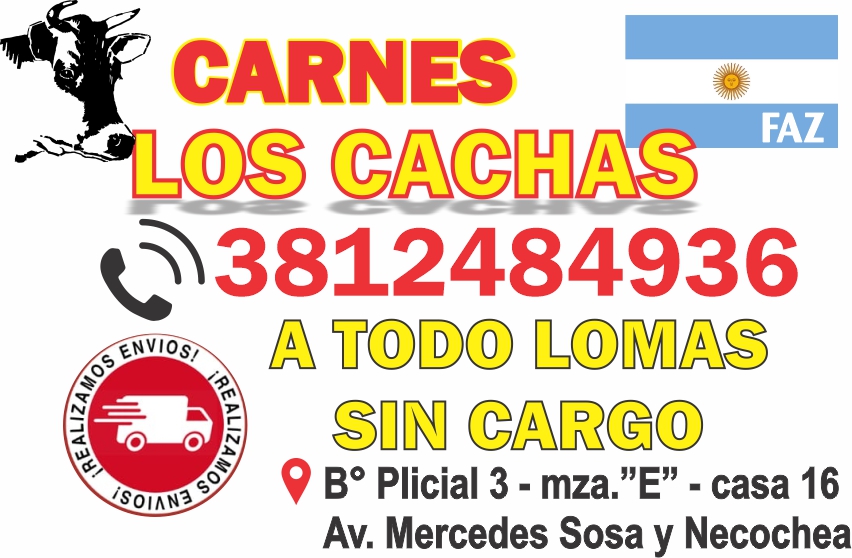 CARNES
FAZ
LOS CACHAS
3812484936
A TODO LOMAS
SIN CARGO
¡REALIZAMOS ENVIOS! ¡REALIZAMOS ENVIOS!
B° Plicial 3 - mza.”E” - casa 16
Av. Mercedes Sosa y Necochea